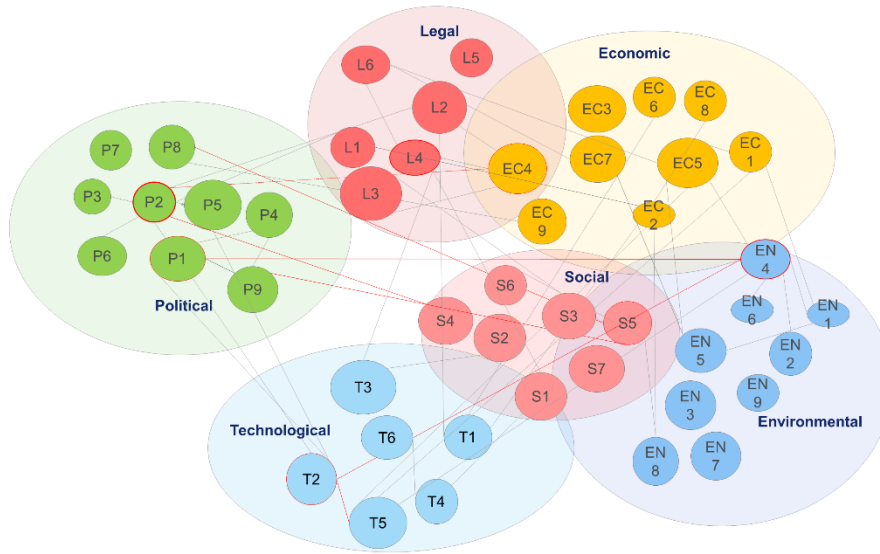 Legal
L6
L5
L2
L1
L4
L3
Economic
EC
6
EC
8
EC3
EC7
EC5
EC
1
EC4
EC
2
EC
9
P7
P8
P3
P2
P5
P4
P6
P1
P9
Political
Social
S6
S4
S2
S3
S5
S7
S1
EN
4
EN
6
EN
1
EN
5
EN
2
EN
9
EN
3
EN
8
EN
7
Environmental
Technological
T3
T6
T1
T2
T5
T4